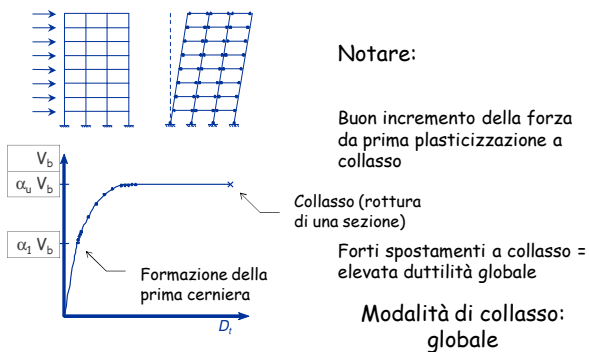 Notare:
Buon incremento della forza
da prima plasticizzazione a
collasso
V_b
α_u V_b
α_1 V_b
Collasso (rottura
di una sezione)
Formazione della
prima cerniera
D_t
Forti spostamenti a collasso =
elevata duttilità globale
Modalità di collasso:
globale